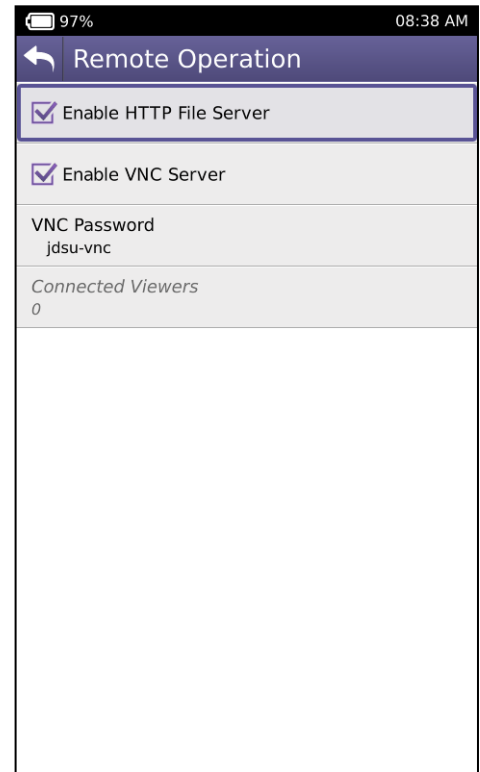 97% 08:38 AM
Remote Operation
Enable HTTP File Server
Enable VNC Server
VNC Password
jdsu-vnc
Connected Viewers
0